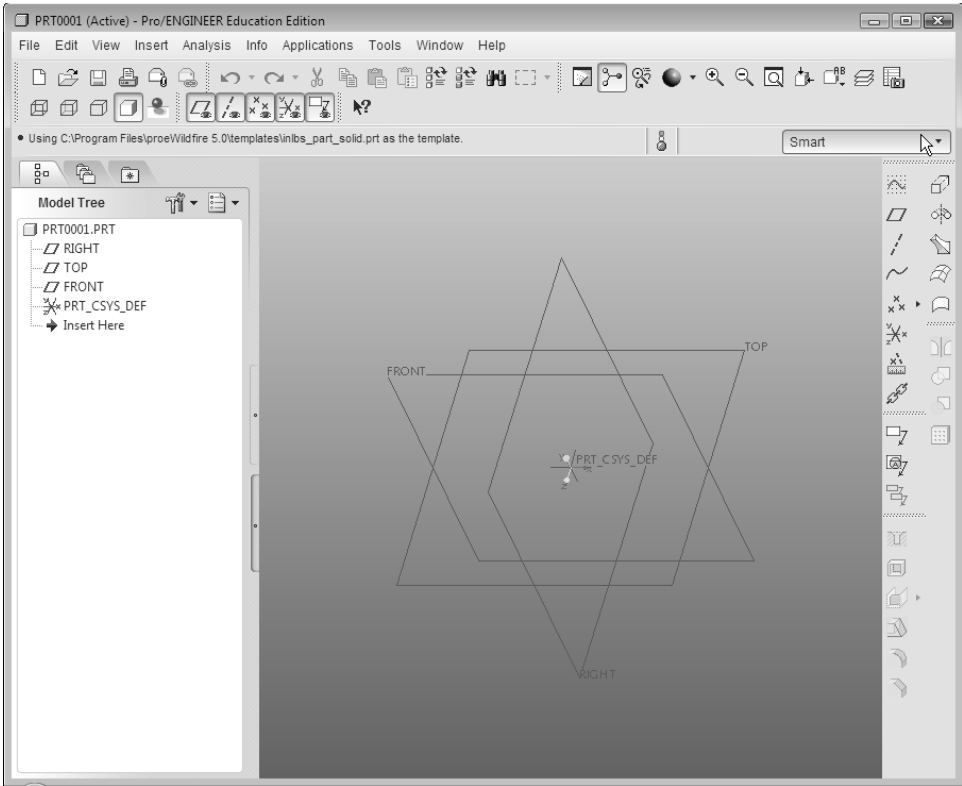 PRT0001 (Active) - Pro/ENGINEER Education Edition
File Edit View Insert Analysis Info Applications Tools Window Help
• Using C:\Program Files\proeWildfire 5.0\templates\inlbs_part_solid.prt as the template.
Smart
Model Tree
PRT0001.PRT
RIGHT
TOP
FRONT
PRT_CSYS_DEF
Insert Here
TOP
FRONT
PRT_CSYS_DEF
Y
Z
RIGHT